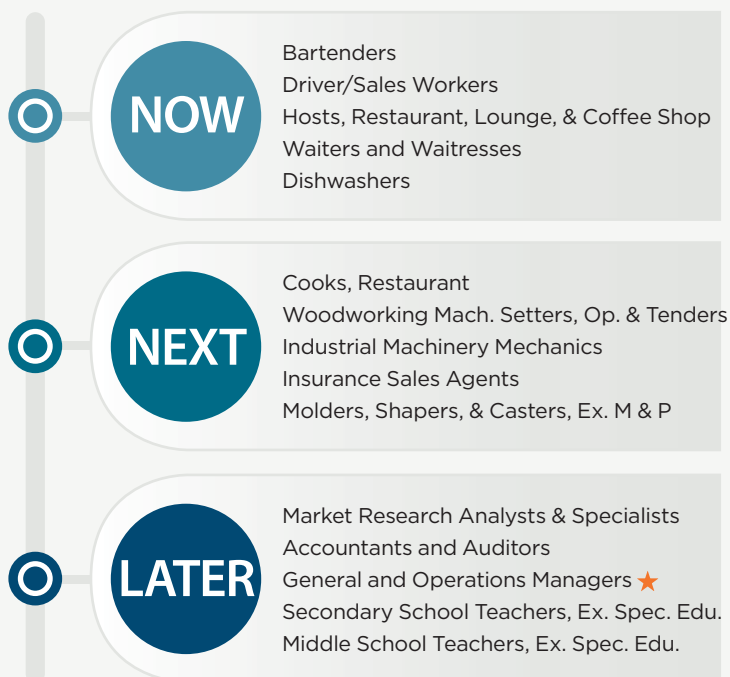 NOW
Bartenders
Driver/Sales Workers
Hosts, Restaurant, Lounge, & Coffee Shop
Waiters and Waitresses
Dishwashers
NEXT
Cooks, Restaurant
Woodworking Mach. Setters, Op. & Tenders
Industrial Machinery Mechanics
Insurance Sales Agents
Molders, Shapers, & Casters, Ex. M & P
LATER
Market Research Analysts & Specialists
Accountants and Auditors
General and Operations Managers
Secondary School Teachers, Ex. Spec. Edu.
Middle School Teachers, Ex. Spec. Edu.